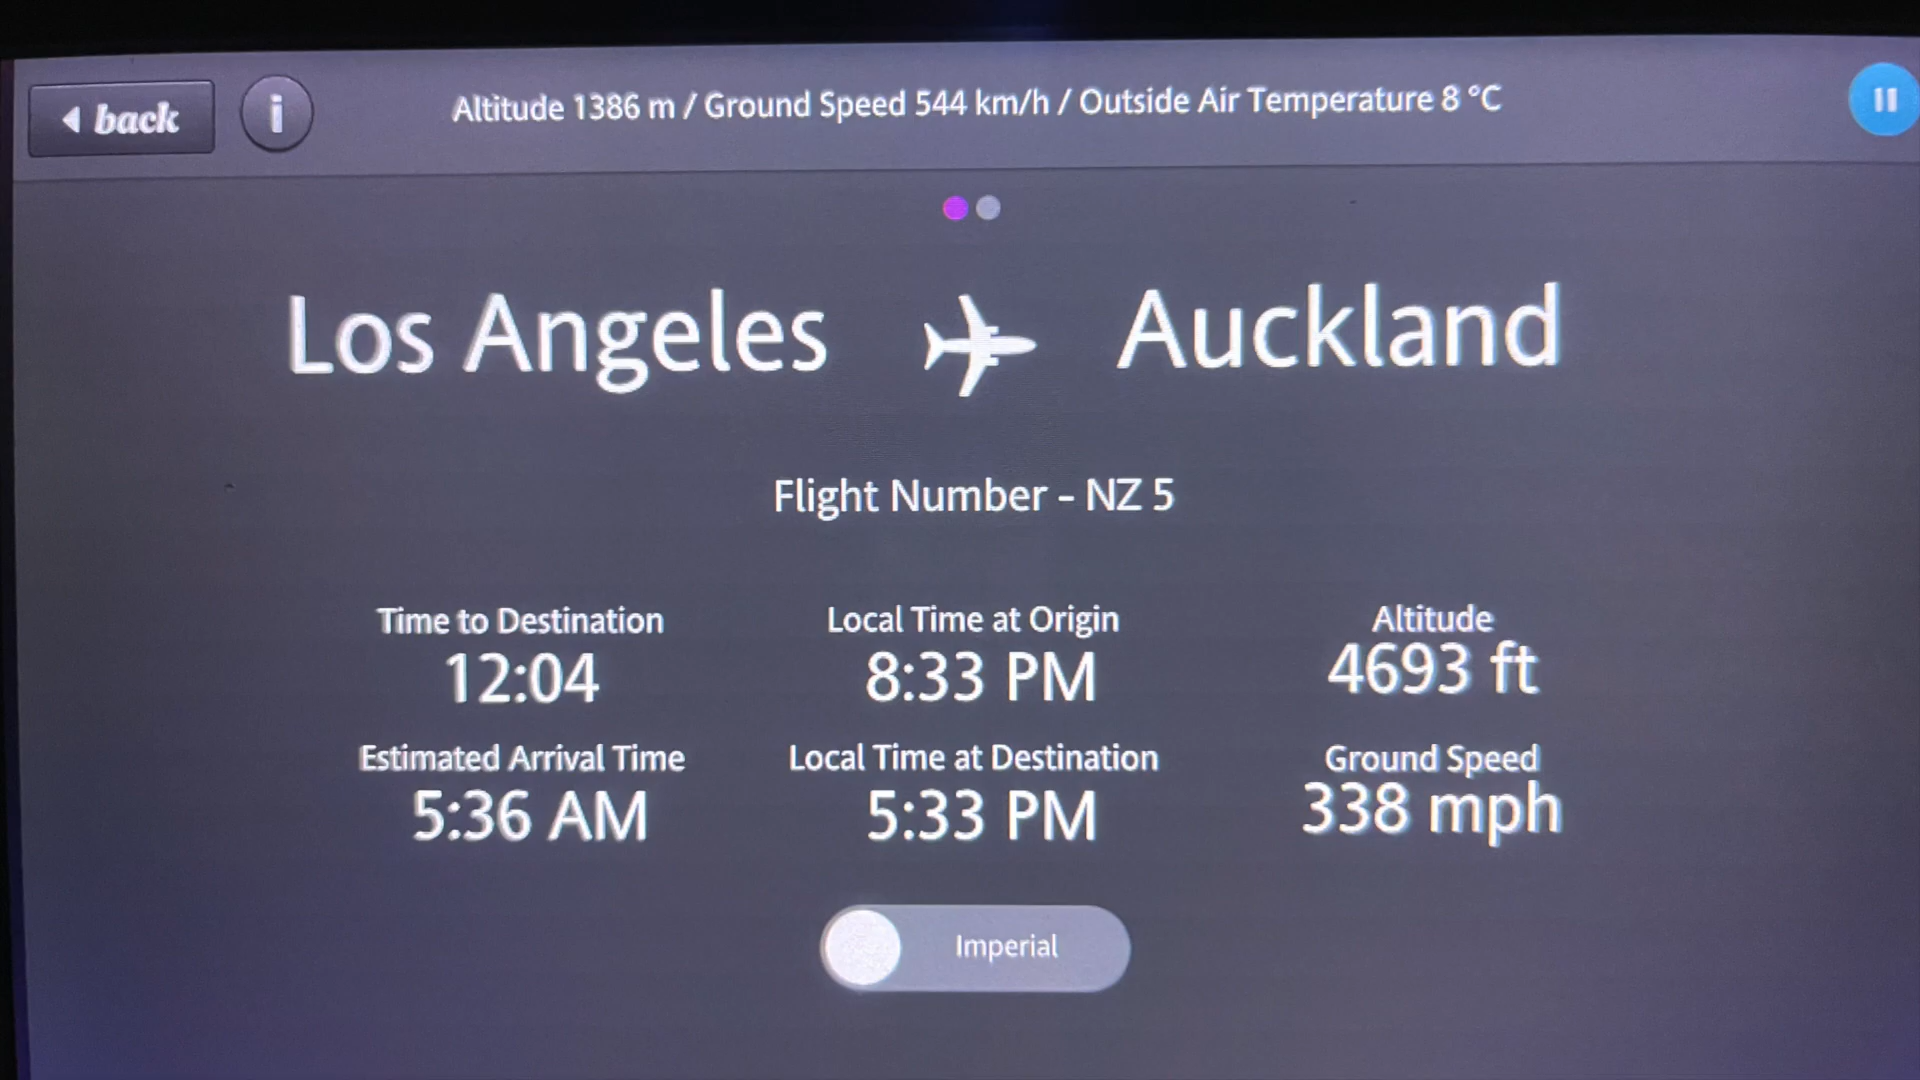 back
i
Altitude 1386 m / Ground Speed 544 km/h / Outside Air Temperature 8 °C
Los Angeles Auckland
Flight Number - NZ 5
Time to Destination
12:04
Local Time at Origin
8:33 PM
Altitude
4693 ft
Estimated Arrival Time
5:36 AM
Local Time at Destination
5:33 PM
Ground Speed
338 mph
Imperial